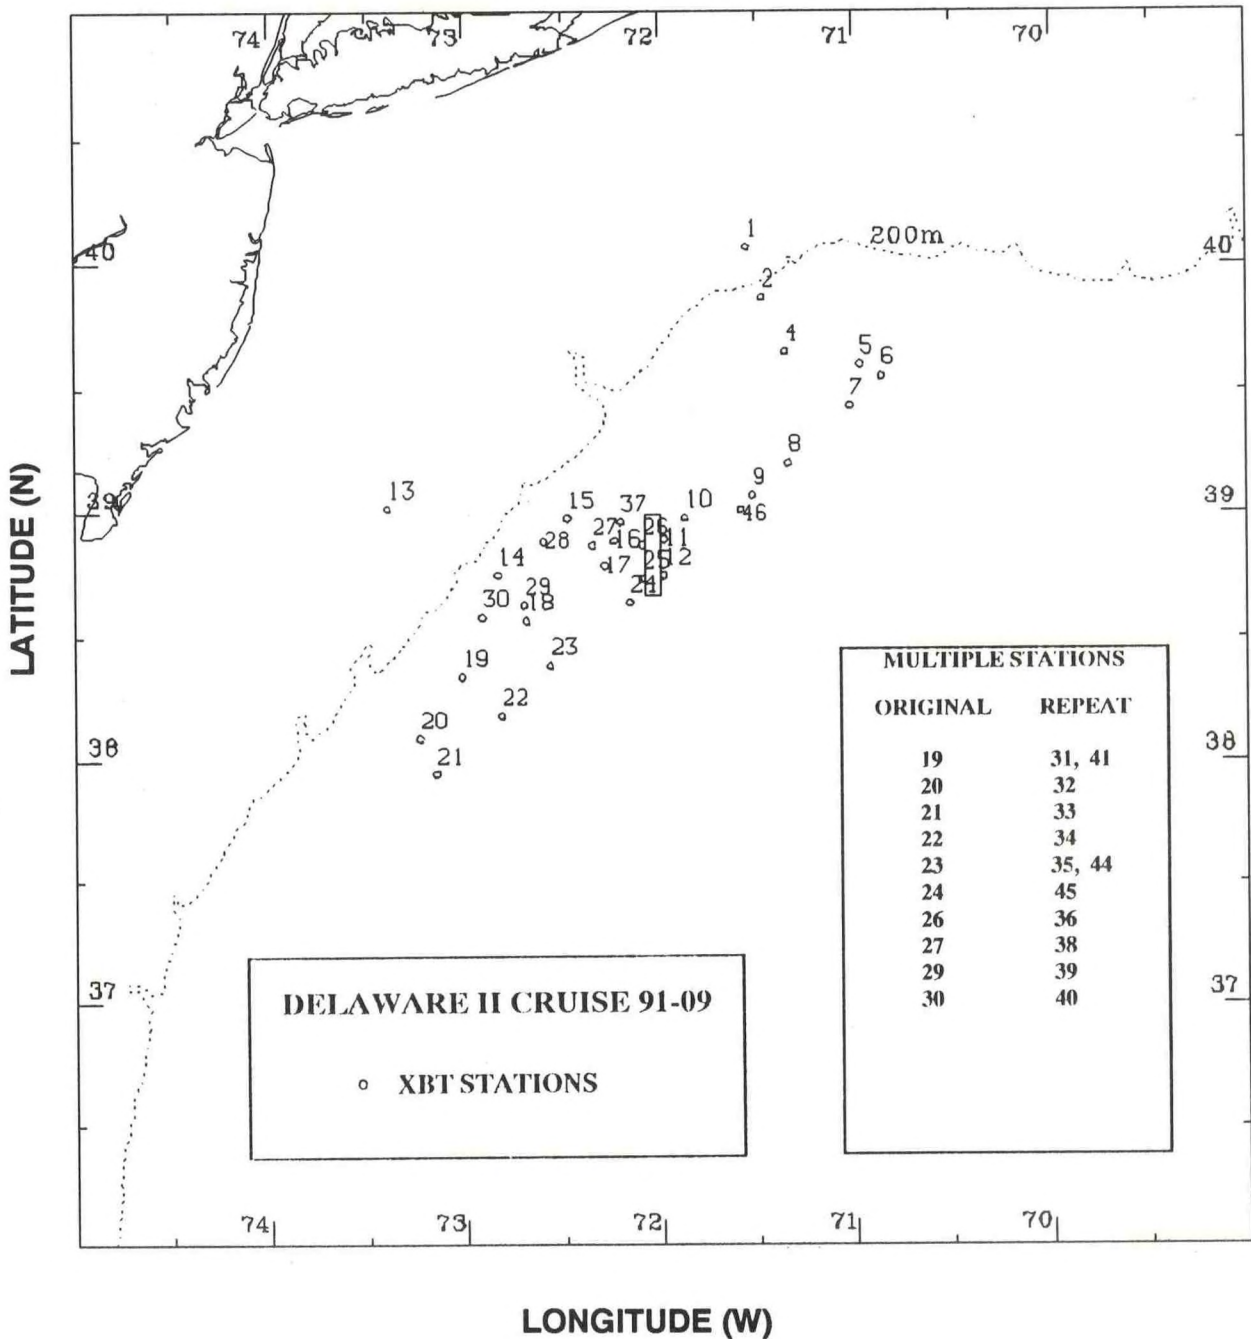 74 73 72 71 70
1
40 200m 40
2
4
5 6
7
8
9
39 13 15 37 10 39
46
28 27 16 26 11
14 17 25 12
30 29 24
18
19 23
20 22
38 21 38
MULTIPLE STATIONS
ORIGINAL REPEAT
19 31, 41
20 32
21 33
22 34
23 35, 44
24 45
26 36
27 38
29 39
30 40
37 37
DELAWARE II CRUISE 91-09
XBT STATIONS
74 73 72 71 70
LATITUDE (N)
LONGITUDE (W)